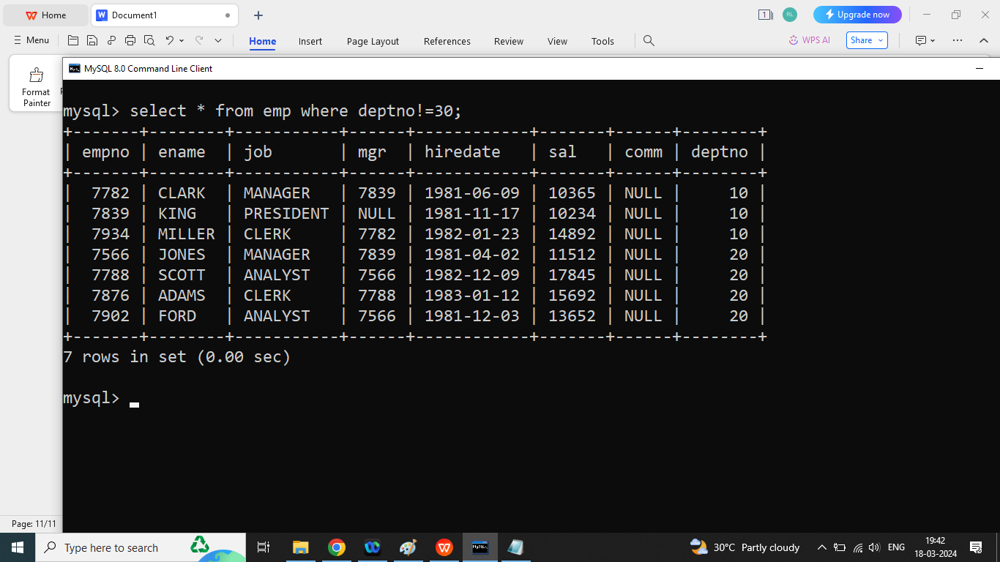 Home
Document1
1
RL
Upgrade now
Menu
Home
Insert
Page Layout
References
Review
View
Tools
WPS AI
Share
Format
Painter
MySQL 8.0 Command Line Client
mysql> select * from emp where deptno!=30;
+-------+--------+-----------+------+------------+-------+------+--------+
| empno | ename  | job       | mgr  | hiredate   | sal   | comm | deptno |
+-------+--------+-----------+------+------------+-------+------+--------+
|  7782 | CLARK  | MANAGER   | 7839 | 1981-06-09 | 10365 | NULL |     10 |
|  7839 | KING   | PRESIDENT | NULL | 1981-11-17 | 10234 | NULL |     10 |
|  7934 | MILLER | CLERK     | 7782 | 1982-01-23 | 14892 | NULL |     10 |
|  7566 | JONES  | MANAGER   | 7839 | 1981-04-02 | 11512 | NULL |     20 |
|  7788 | SCOTT  | ANALYST   | 7566 | 1982-12-09 | 17845 | NULL |     20 |
|  7876 | ADAMS  | CLERK     | 7788 | 1983-01-12 | 15692 | NULL |     20 |
|  7902 | FORD   | ANALYST   | 7566 | 1981-12-03 | 13652 | NULL |     20 |
+-------+--------+-----------+------+------------+-------+------+--------+
7 rows in set (0.00 sec)
mysql>
Page: 11/11
Type here to search
30°C Partly cloudy
ENG
19:42
18-03-2024